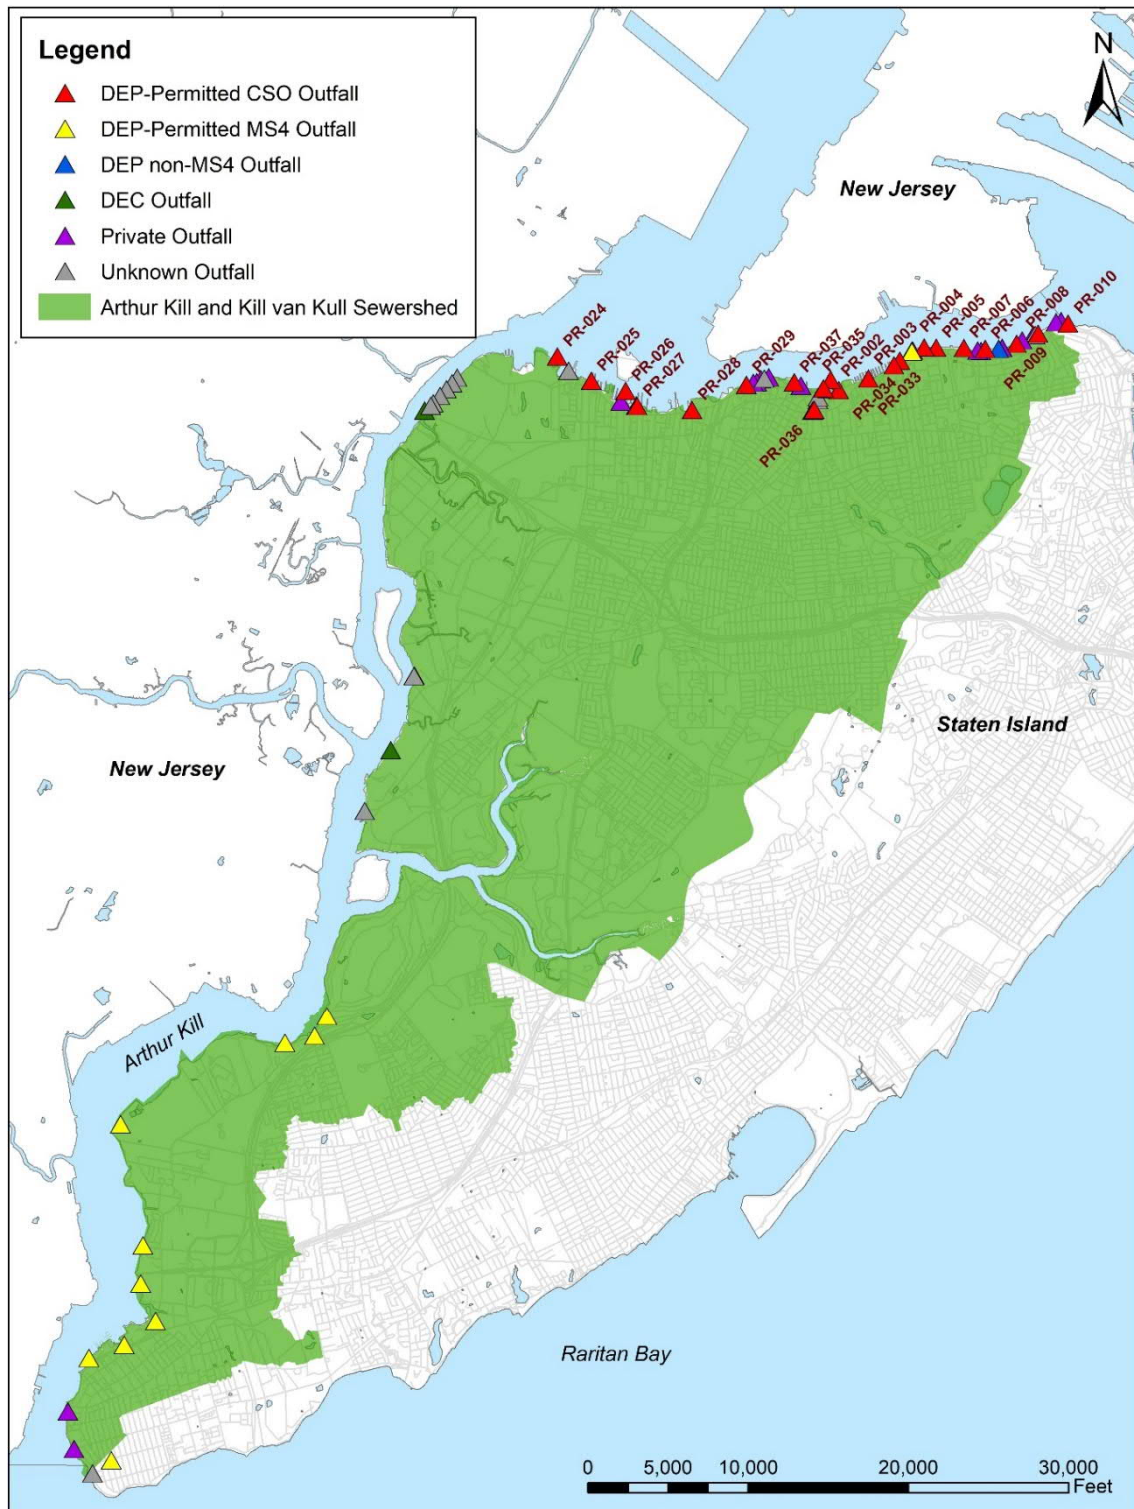 Legend
DEP-Permitted CSO Outfall
DEP-Permitted MS4 Outfall
DEP non-MS4 Outfall
DEC Outfall
Private Outfall
Unknown Outfall
Arthur Kill and Kill van Kull Sewershed
N
New Jersey
PR-024
PR-025
PR-026
PR-027
PR-028
PR-029
PR-037
PR-035
PR-002
PR-003
PR-004
PR-005
PR-007
PR-006
PR-008
PR-010
PR-009
PR-033
PR-034
PR-036
Staten Island
New Jersey
Arthur Kill
Raritan Bay
0 5,000 10,000 20,000 30,000
Feet